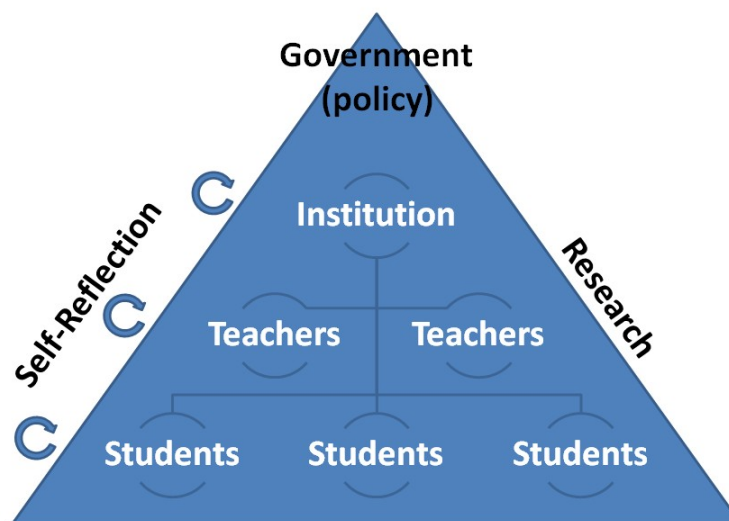 Government
(policy)
Institution
Self-Reflection
Research
Teachers Teachers
Students Students Students